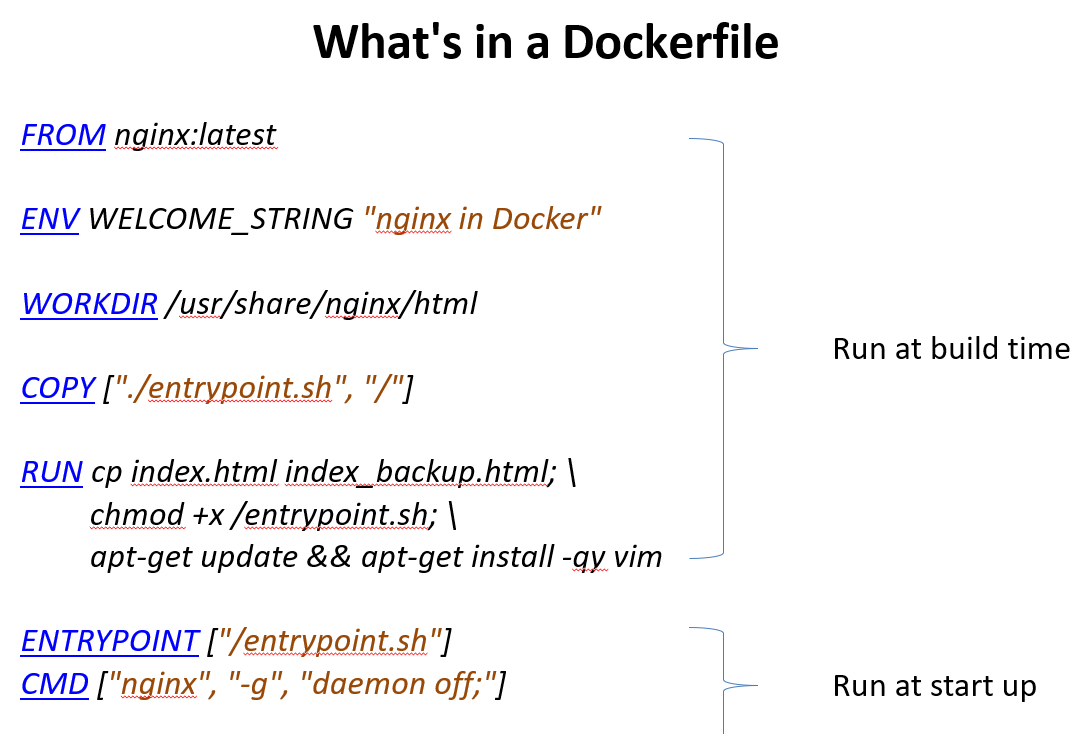 What's in a Dockerfile
FROM nginx:latest
ENV WELCOME_STRING "nginx in Docker"
WORKDIR /usr/share/nginx/html
COPY ["./entrypoint.sh", "/"]
RUN cp index.html index_backup.html; \
chmod +x /entrypoint.sh; \
apt-get update && apt-get install -qy vim
Run at build time
ENTRYPOINT ["/entrypoint.sh"]
CMD ["nginx", "-g", "daemon off;"]
Run at start up